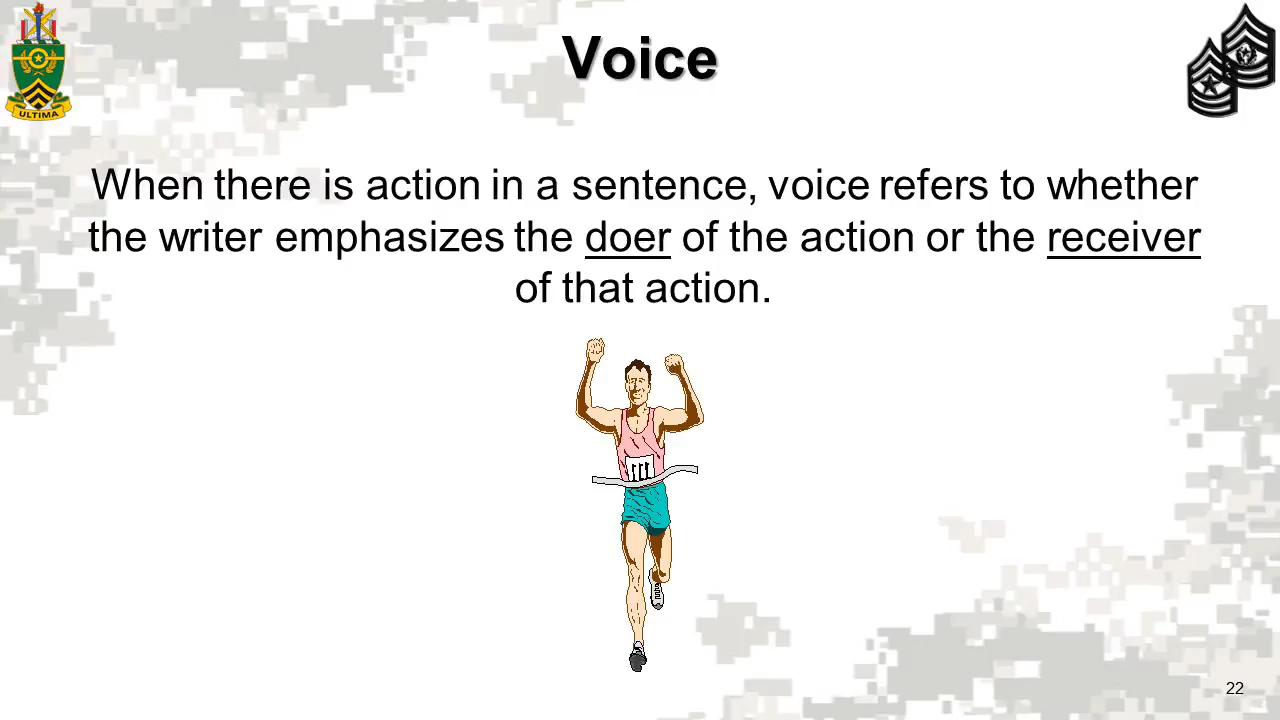 Voice
When there is action in a sentence, voice refers to whether
the writer emphasizes the doer of the action or the receiver
of that action.
ULTIMA
111
22